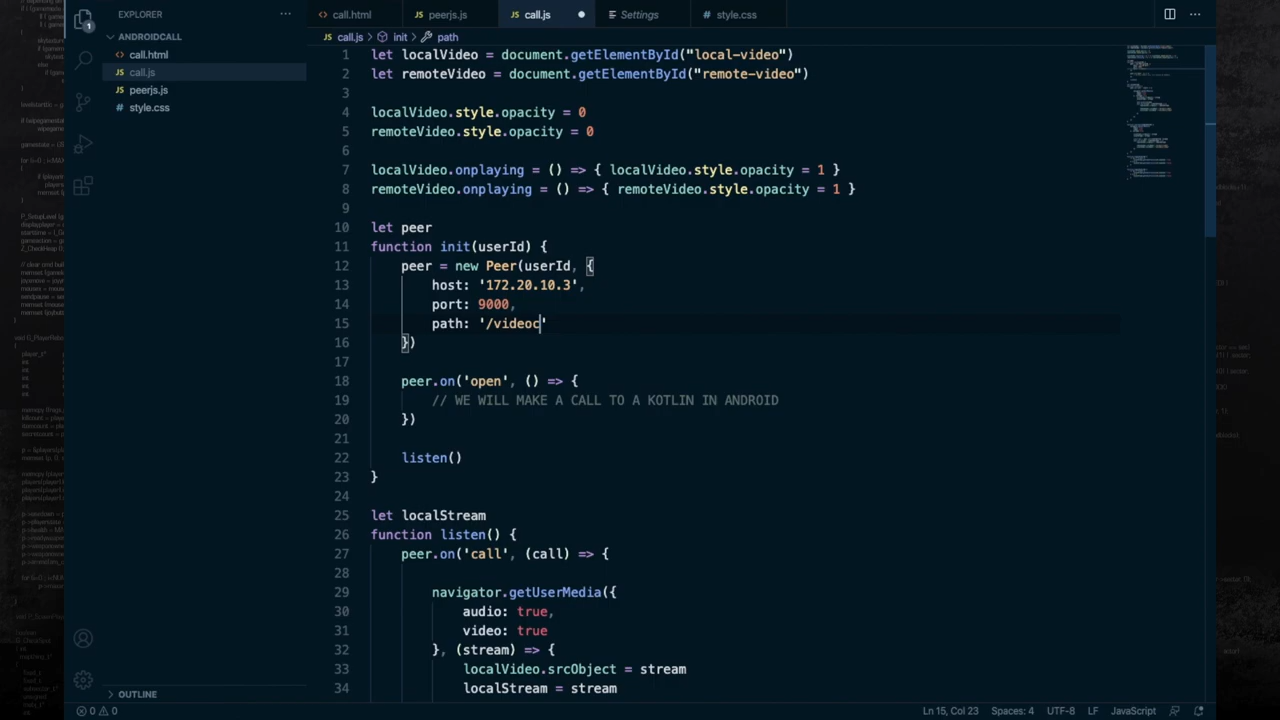 EXPLORER
ANDROIDCALL
call.html
JS call.js
JS peerjs.js
style.css
OUTLINE
1
call.html
JS peerjs.js
JS call.js
Settings
style.css
JS call.js > init > path
1 let localVideo = document.getElementById("local-video")
2 let remoteVideo = document.getElementById("remote-video")
3
4 localVideo.style.opacity = 0
5 remoteVideo.style.opacity = 0
6
7 localVideo.onplaying = () => { localVideo.style.opacity = 1 }
8 remoteVideo.onplaying = () => { remoteVideo.style.opacity = 1 }
9
10 let peer
11 function init(userId) {
12 peer = new Peer(userId, {
13 host: '172.20.10.3',
14 port: 9000,
15 path: '/videoc'
16 })
17
18 peer.on('open', () => {
19 // WE WILL MAKE A CALL TO A KOTLIN IN ANDROID
20 })
21
22 listen()
23 }
24
25 let localStream
26 function listen() {
27 peer.on('call', (call) => {
28
29 navigator.getUserMedia({
30 audio: true,
31 video: true
32 }, (stream) => {
33 localVideo.srcObject = stream
34 localStream = stream
0 0
Ln 15, Col 23
Spaces: 4
UTF-8
LF
JavaScript